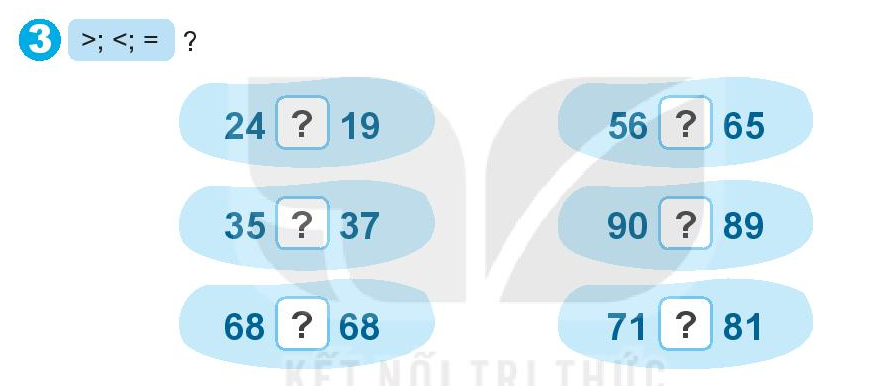 3 >; <; = ?
24 ? 19 56 ? 65
35 ? 37 90 ? 89
68 ? 68 71 ? 81
KẾT NỐI TRI THỨC